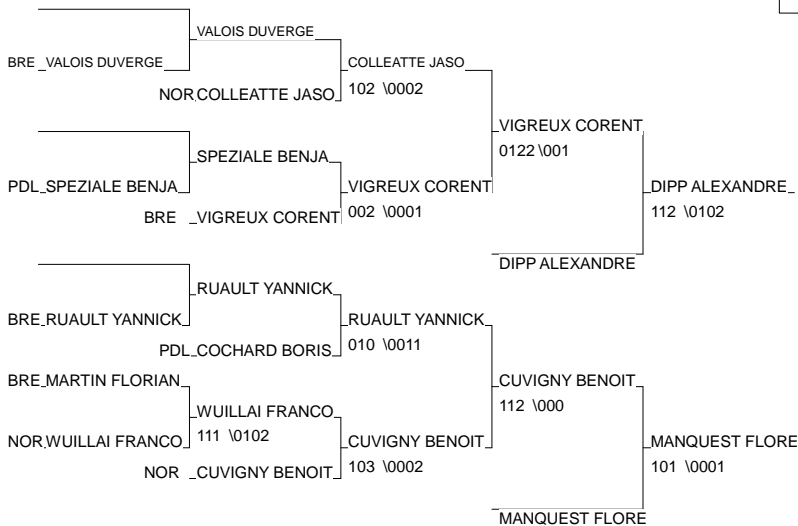 VALOIS DUVERGE
BRE VALOIS DUVERGE
COLLEATTE JASO
NOR COLLEATTE JASO
102 \0002
VIGREUX CORENT
SPEZIALE BENJA
0122 \001
PDL SPEZIALE BENJA
VIGREUX CORENT
DIPP ALEXANDRE
BRE VIGREUX CORENT
002 \0001
112 \0102
DIPP ALEXANDRE
RUAULT YANNICK
BRE RUAULT YANNICK
RUAULT YANNICK
PDL COCHARD BORIS
010 \0011
BRE MARTIN FLORIAN
CUVIGNY BENOIT
WUILLAI FRANCO
112 \000
111 \0102
NOR WUILLAI FRANCO
CUVIGNY BENOIT
MANQUEST FLORE
NOR CUVIGNY BENOIT
103 \0002
101 \0001
MANQUEST FLORE